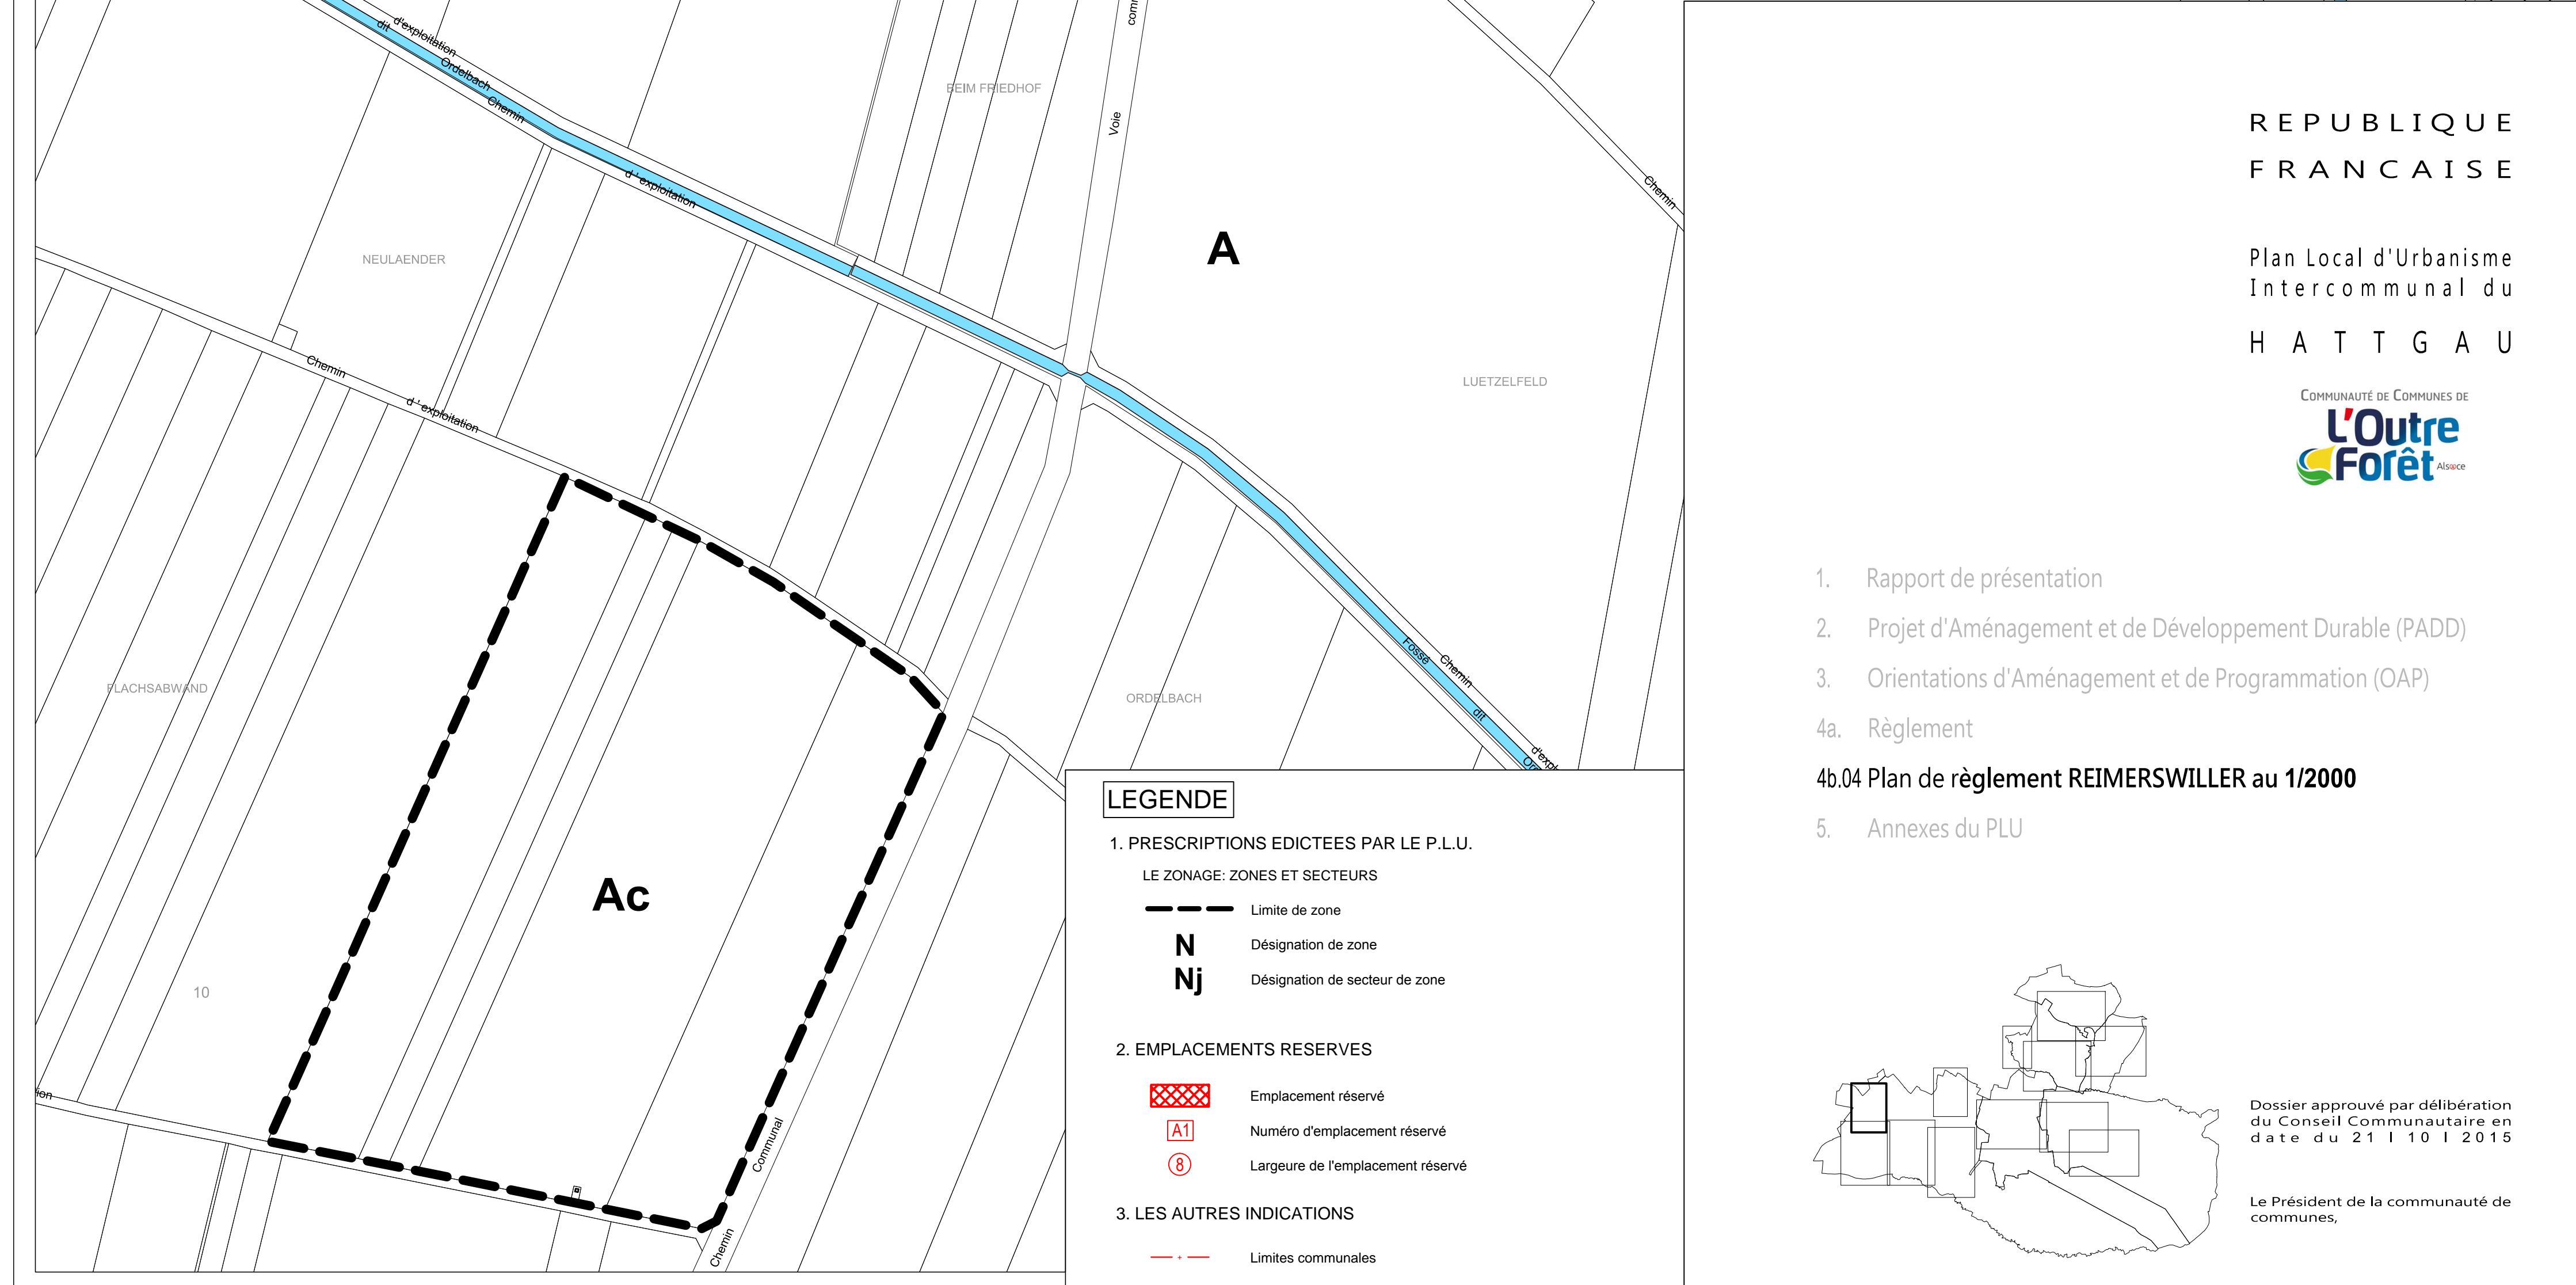 d'exploitation
dit
Ordelbach
Chemin
d ' exploitation
BEIM FRIEDHOF
Voie
Chemin
A
NEULAENDER
LUETZELFELD
Chemin
d ' exploitation
FLACHSABWAND
ORDELBACH
Fossé
Chemin
dit
Ac
10
Communal
Chemin
LEGENDE
1. PRESCRIPTIONS EDICTEES PAR LE P.L.U.
LE ZONAGE: ZONES ET SECTEURS
Limite de zone
N Désignation de zone
Nj Désignation de secteur de zone
2. EMPLACEMENTS RESERVES
Emplacement réservé
A1 Numéro d'emplacement réservé
8 Largeure de l'emplacement réservé
3. LES AUTRES INDICATIONS
Limites communales
REPUBLIQUE
FRANCAISE
Plan Local d'Urbanisme
Intercommunal du
HATTGAU
COMMUNAUTÉ DE COMMUNES DE
L'Outre
Forêt Alsace
1. Rapport de présentation
2. Projet d'Aménagement et de Développement Durable (PADD)
3. Orientations d'Aménagement et de Programmation (OAP)
4a. Règlement
4b.04 Plan de règlement REIMERSWILLER au 1/2000
5. Annexes du PLU
Dossier approuvé par délibération
du Conseil Communautaire en
date du 21 I 10 I 2015
Le Président de la communauté de
communes,